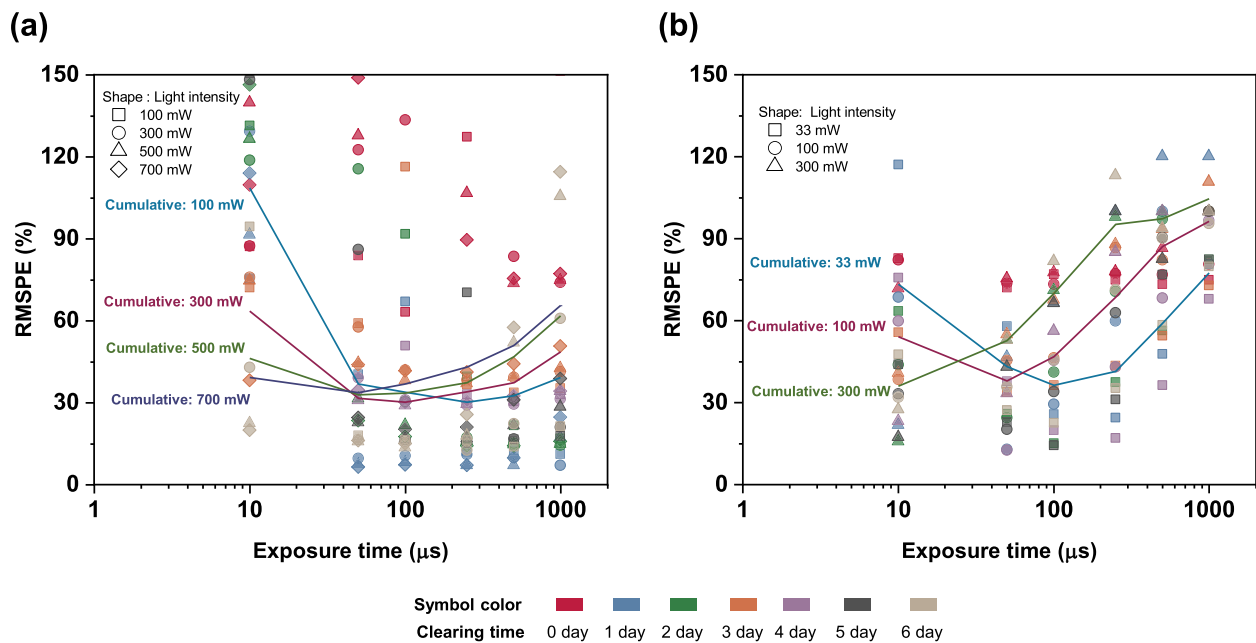 (a)
RMSPE (%)
150
120
90
60
30
0
Shape : Light intensity
100 mW
300 mW
500 mW
700 mW
Cumulative: 100 mW
Cumulative: 300 mW
Cumulative: 500 mW
Cumulative: 700 mW
1 10 100 1000
Exposure time (μs)
(b)
RMSPE (%)
150
120
90
60
30
0
Shape: Light intensity
33 mW
100 mW
300 mW
Cumulative: 33 mW
Cumulative: 100 mW
Cumulative: 300 mW
1 10 100 1000
Exposure time (μs)
Symbol color
Clearing time 0 day 1 day 2 day 3 day 4 day 5 day 6 day